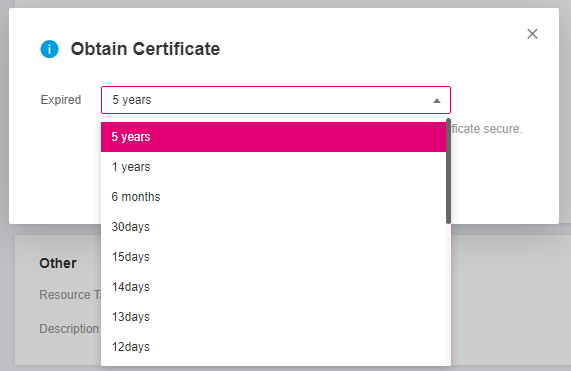 Obtain Certificate
Expired
5 years
ficate secure.
5 years
1 years
6 months
30days
15days
14days
13days
12days
Other
Resource Ta
Description